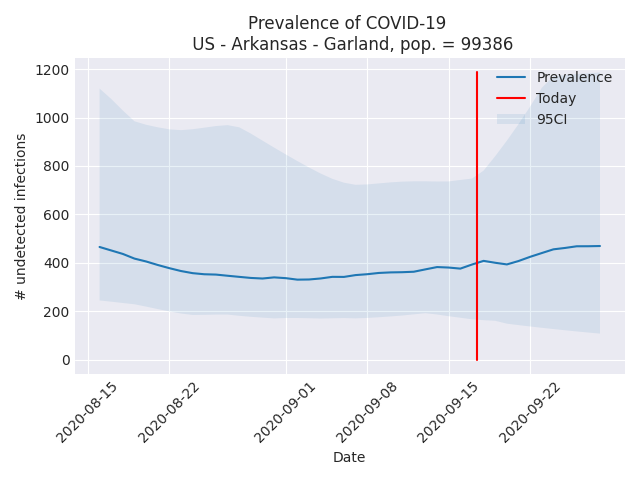 Prevalence of COVID-19
US - Arkansas - Garland, pop. = 99386
Prevalence
Today
95CI
# undetected infections
1200
1000
800
600
400
200
0
2020-08-15
2020-08-22
2020-09-01
2020-09-08
2020-09-15
2020-09-22
Date